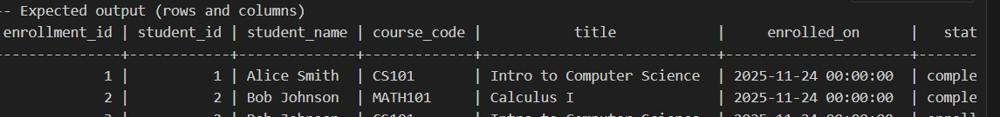 -- Expected output (rows and columns)
enrollment_id | student_id | student_name | course_code |           title            |     enrolled_on      |   stat
--------------+------------+--------------+-------------+----------------------------+----------------------+-------
            1 |          1 | Alice Smith  | CS101       | Intro to Computer Science  | 2025-11-24 00:00:00  | comple
            2 |          2 | Bob Johnson  | MATH101     | Calculus I                 | 2025-11-24 00:00:00  | comple